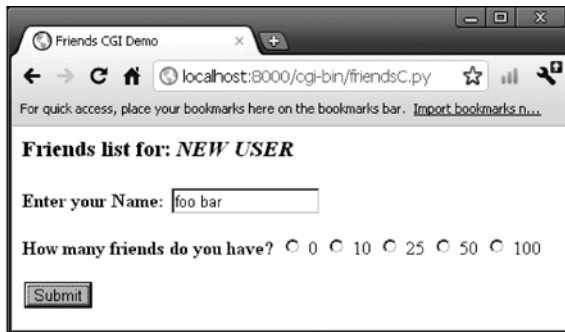 Friends CGI Demo
localhost:8000/cgi-bin/friendsC.py
For quick access, place your bookmarks here on the bookmarks bar. Import bookmarks n...
Friends list for: NEW USER
Enter your Name: foo bar
How many friends do you have? 0 10 25 50 100
Submit